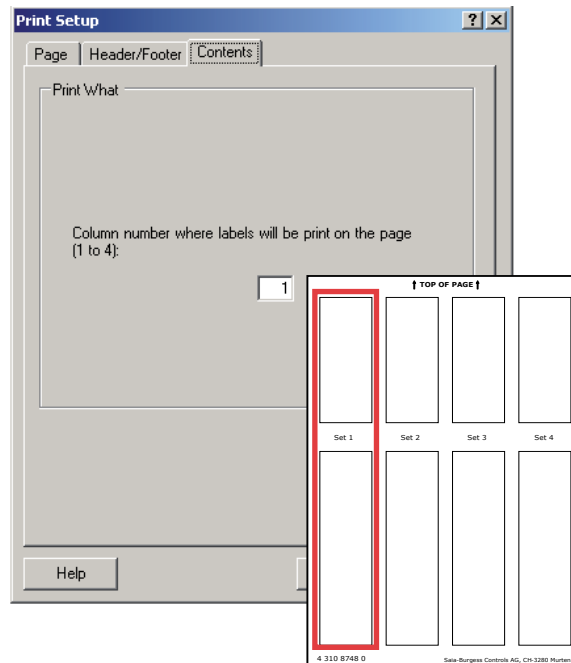 Print Setup
Page Header/Footer Contents
Print What
Column number where labels will be print on the page
(1 to 4):
1
Help
↑ TOP OF PAGE ↑
Set 1 Set 2 Set 3 Set 4
4 310 8748 0 Saia-Burgess Controls AG, CH-3280 Murten